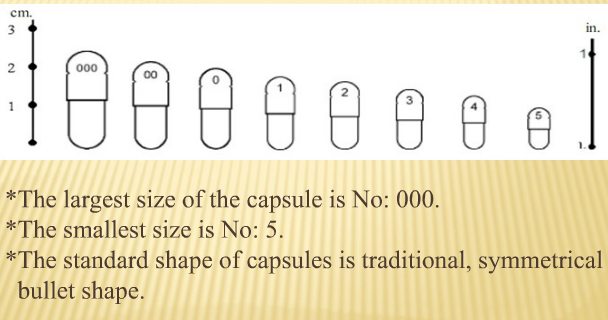 cm.
in.
3
2
1
000
00
0
1
2
3
4
5
1
1.
*The largest size of the capsule is No: 000.
*The smallest size is No: 5.
*The standard shape of capsules is traditional, symmetrical
bullet shape.